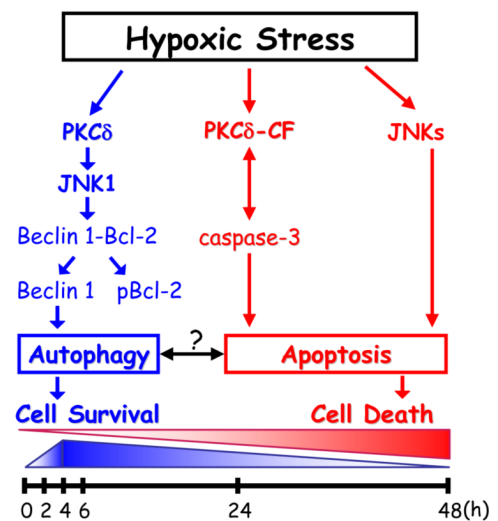 Hypoxic Stress
PKCδ PKCδ-CF JNKs
JNK1
Beclin 1-Bcl-2 caspase-3
Beclin 1 pBcl-2
?
Autophagy Apoptosis
Cell Survival Cell Death
0 2 4 6 24 48(h)